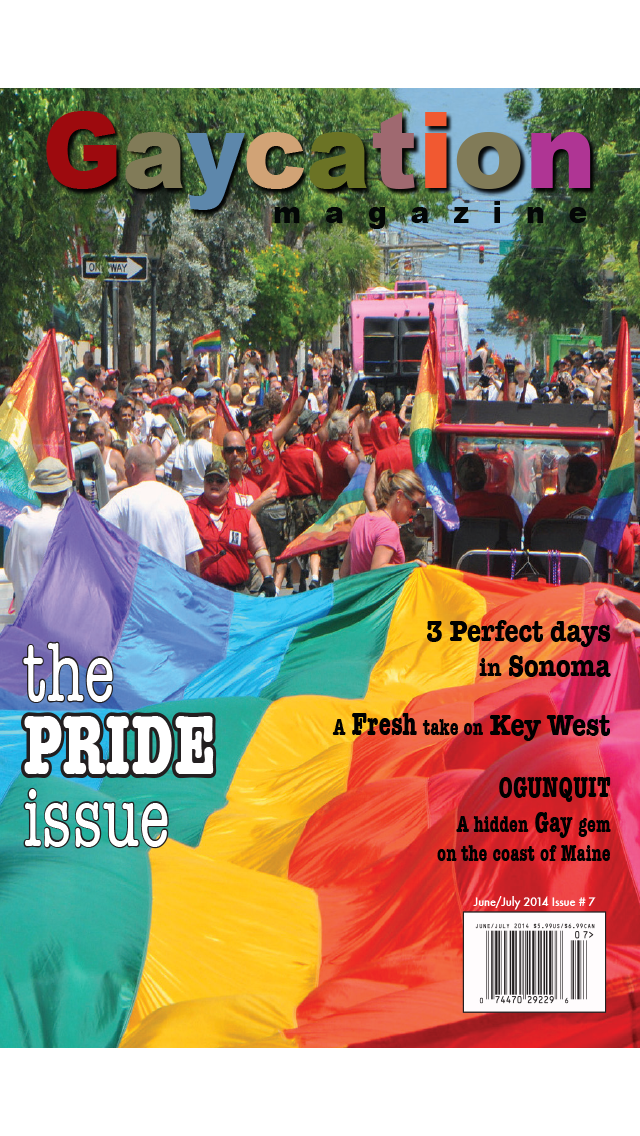 Gaycation
magazine
ONE WAY
3 Perfect days
in Sonoma
the
PRIDE
issue
A Fresh take on Key West
OGUNQUIT
A hidden Gay gem
on the coast of Maine
June/July 2014 Issue # 7
JUNE/JULY 2014 $5.99US/$6.99CAN
07>
0 74470 29229 6